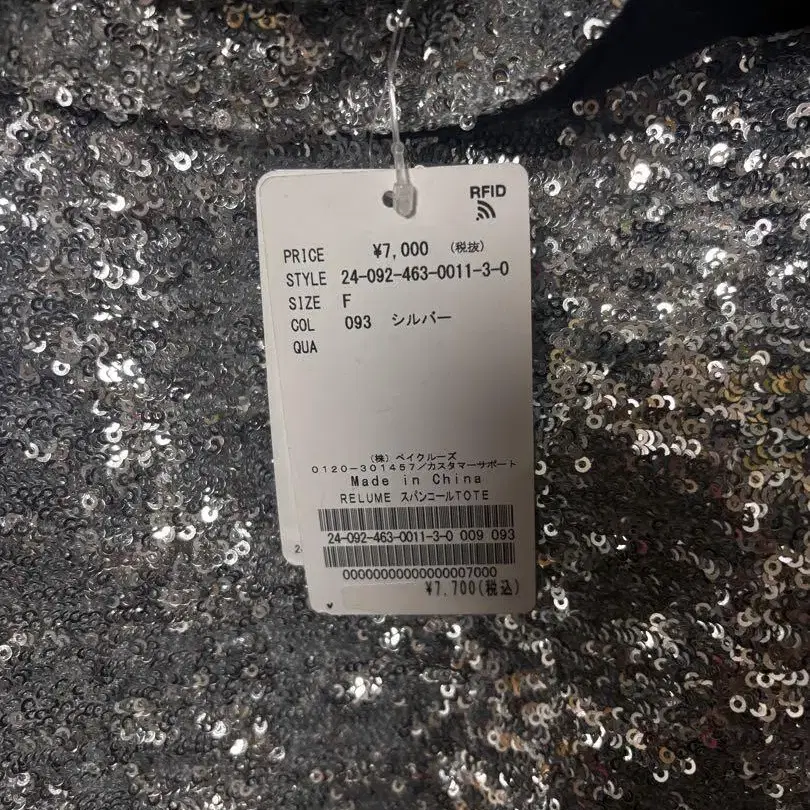 RFID
PRICE ¥7,000 (税抜)
STYLE 24-092-463-0011-3-0
SIZE F
COL 093 シルバー
QUA
(株) ベイクルーズ
0120-301457/カスタマーサポート
Made in China
RELUME スパンコールTOTE
24-092-463-0011-3-0 009 093
00000000000000007000
¥7,700(税込)